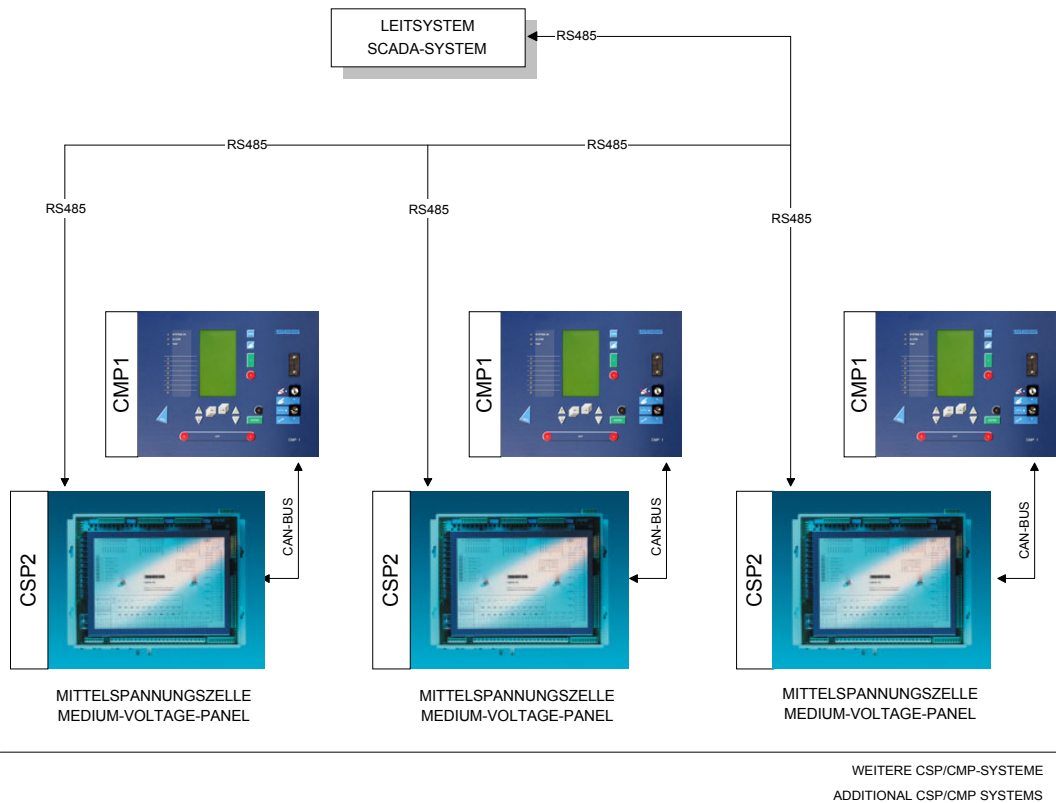 LEITSYSTEM
SCADA-SYSTEM
RS485
RS485
RS485
RS485
RS485
RS485
CMP1
CMP1
CMP1
CAN-BUS
CAN-BUS
CAN-BUS
CSP2
CSP2
CSP2
MITTELSPANNUNGSZELLE
MEDIUM-VOLTAGE-PANEL
MITTELSPANNUNGSZELLE
MEDIUM-VOLTAGE-PANEL
MITTELSPANNUNGSZELLE
MEDIUM-VOLTAGE-PANEL
WEITERE CSP/CMP-SYSTEME
ADDITIONAL CSP/CMP SYSTEMS